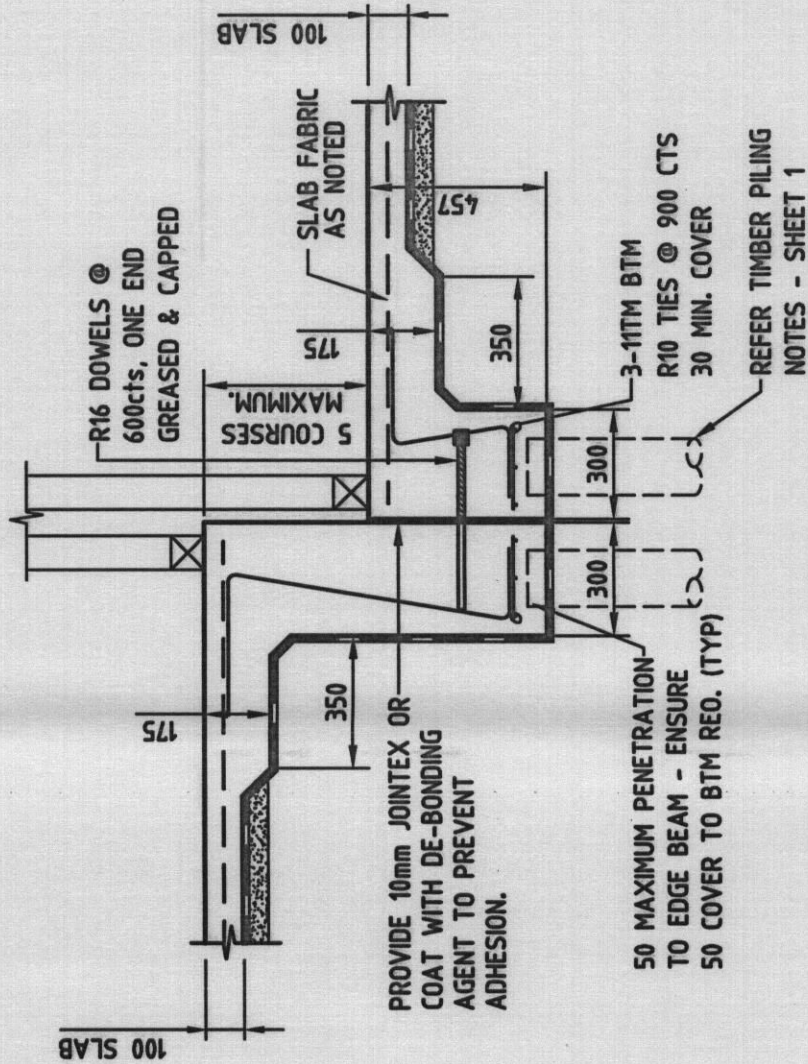 100 SLAB
R16 DOWELS @
600cts, ONE END
GREASED & CAPPED
5 COURSES
MAXIMUM.
SLAB FABRIC
AS NOTED
100 SLAB
175
175
457
350
350
300
300
PROVIDE 10mm JOINTEX OR
COAT WITH DE-BONDING
AGENT TO PREVENT
ADHESION.
3-11TM BTM
R10 TIES @ 900 CTS
30 MIN. COVER
50 MAXIMUM PENETRATION
TO EDGE BEAM - ENSURE
50 COVER TO BTM REO. (TYP)
REFER TIMBER PILING
NOTES - SHEET 1